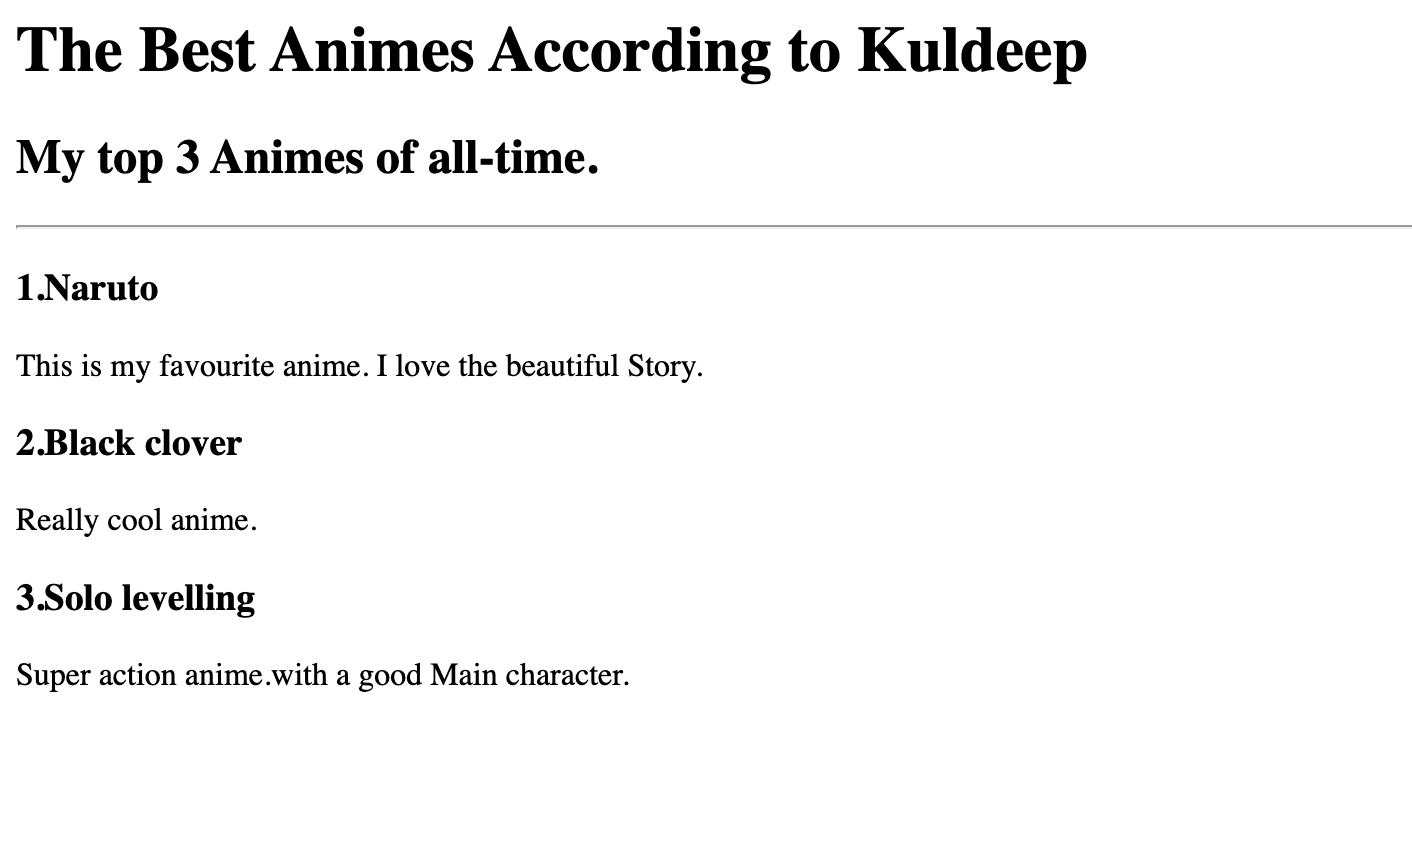 The Best Animes According to Kuldeep
My top 3 Animes of all-time.
1.Naruto
This is my favourite anime. I love the beautiful Story.
2.Black clover
Really cool anime.
3.Solo levelling
Super action anime.with a good Main character.